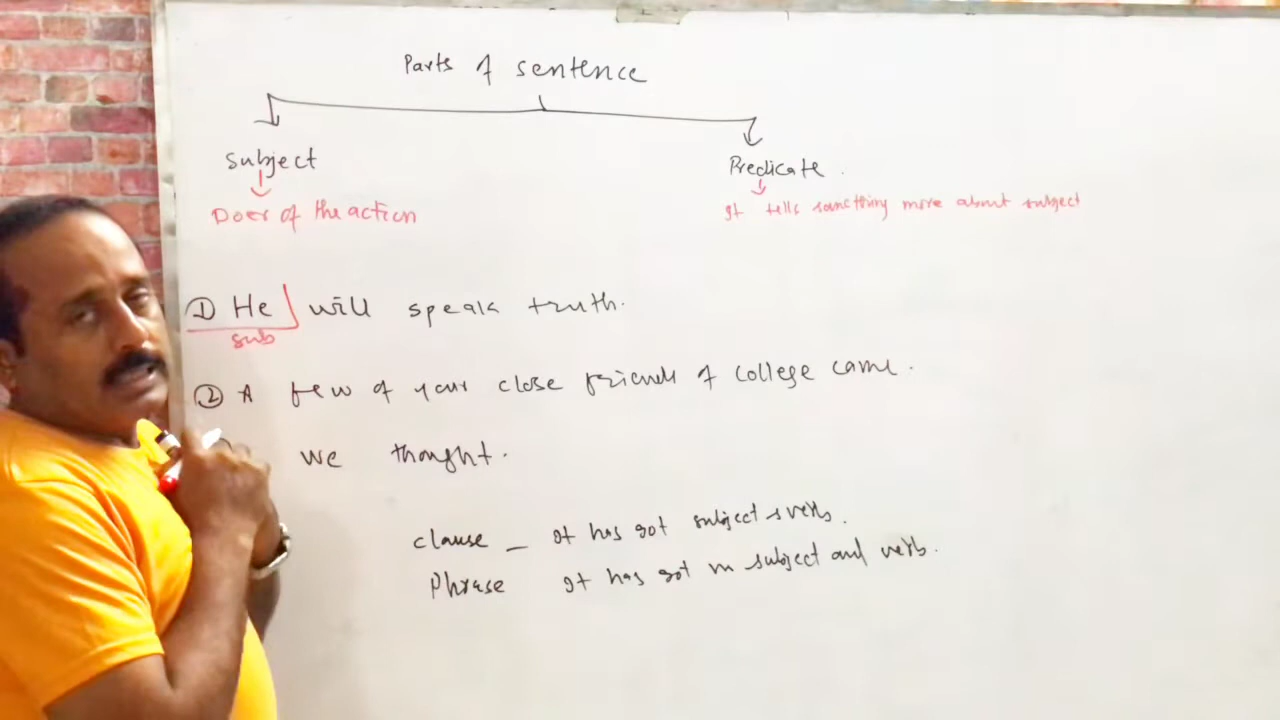 Parts of sentence
Subject
Predicate.
Doer of the action
It tells something more about subject
① He will speak truth.
sub
② A few of your close friends of college came.
We thought.
clause - It has got subject & verb.
Phrase It has got no subject and verb.